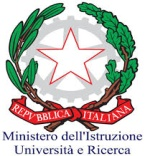 REPVBBLICA ITALIANA
Ministero dell'Istruzione
Università e Ricerca